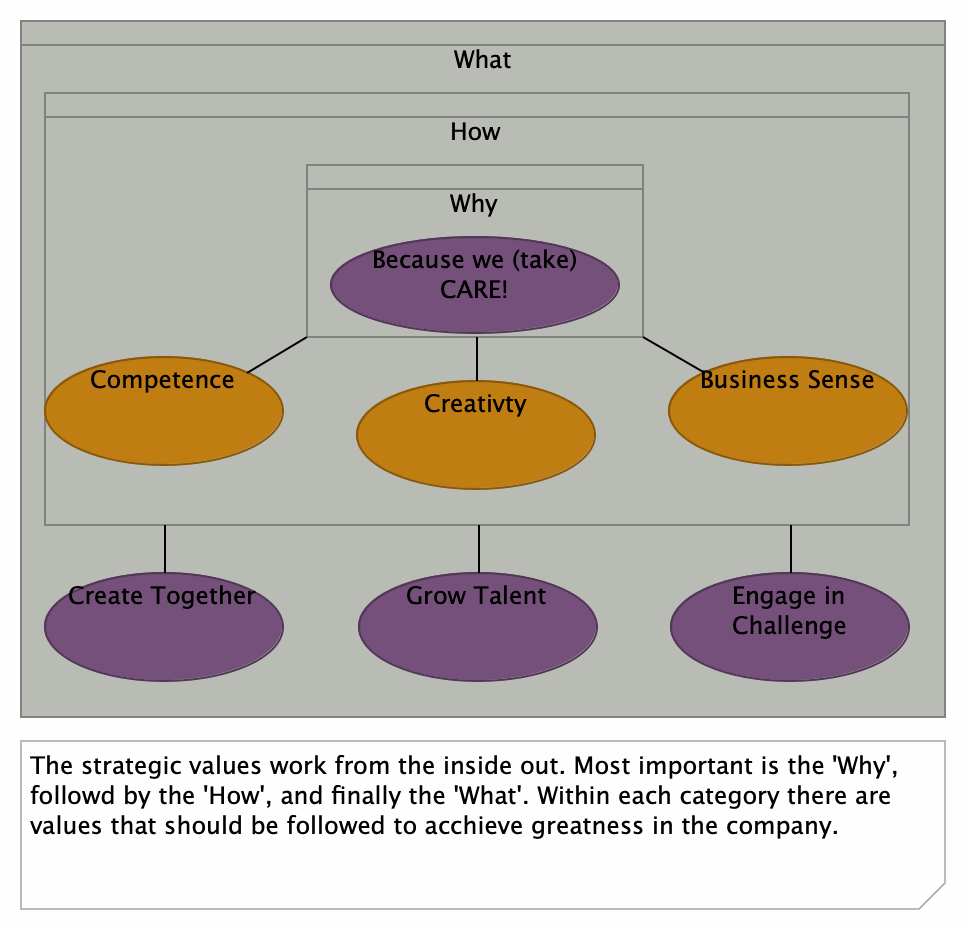 What
How
Why
Because we (take)
CARE!
Competence
Creativty
Business Sense
Create Together
Grow Talent
Engage in
Challenge
The strategic values work from the inside out. Most important is the 'Why',
followd by the 'How', and finally the 'What'. Within each category there are
values that should be followed to acchieve greatness in the company.